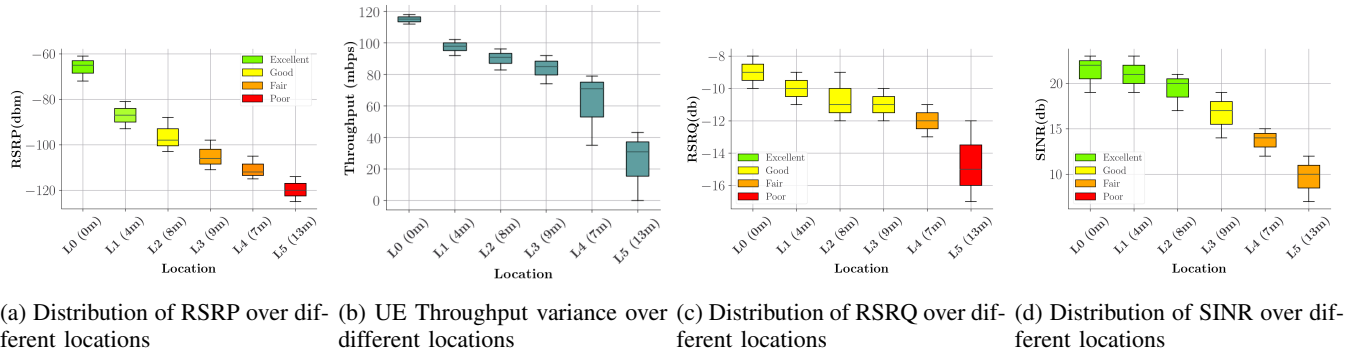 −60
−80
−100
−120
RSRP(dbm)
Excellent
Good
Fair
Poor
L0 (0m)
L1 (4m)
L2 (8m)
L3 (9m)
L4 (7m)
L5 (13m)
Location
120
100
80
60
40
20
0
Throughput (mbps)
L0 (0m)
L1 (4m)
L2 (8m)
L3 (9m)
L4 (7m)
L5 (13m)
Location
−8
−10
−12
−14
−16
RSRQ(db)
Excellent
Good
Fair
Poor
L0 (0m)
L1 (4m)
L2 (8m)
L3 (9m)
L4 (7m)
L5 (13m)
Location
20
15
10
SINR(db)
Excellent
Good
Fair
Poor
L0 (0m)
L1 (4m)
L2 (8m)
L3 (9m)
L4 (7m)
L5 (13m)
Location
(a) Distribution of RSRP over dif-
ferent locations
(b) UE Throughput variance over
different locations
(c) Distribution of RSRQ over dif-
ferent locations
(d) Distribution of SINR over dif-
ferent locations